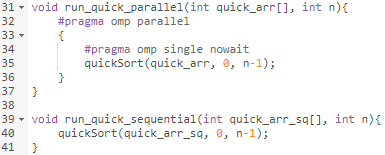 31 void run_quick_parallel(int quick_arr[], int n){
32     #pragma omp parallel
33     {
34         #pragma omp single nowait
35         quickSort(quick_arr, 0, n-1);
36     }
37 }
38
39 void run_quick_sequential(int quick_arr_sq[], int n){
40     quickSort(quick_arr_sq, 0, n-1);
41 }